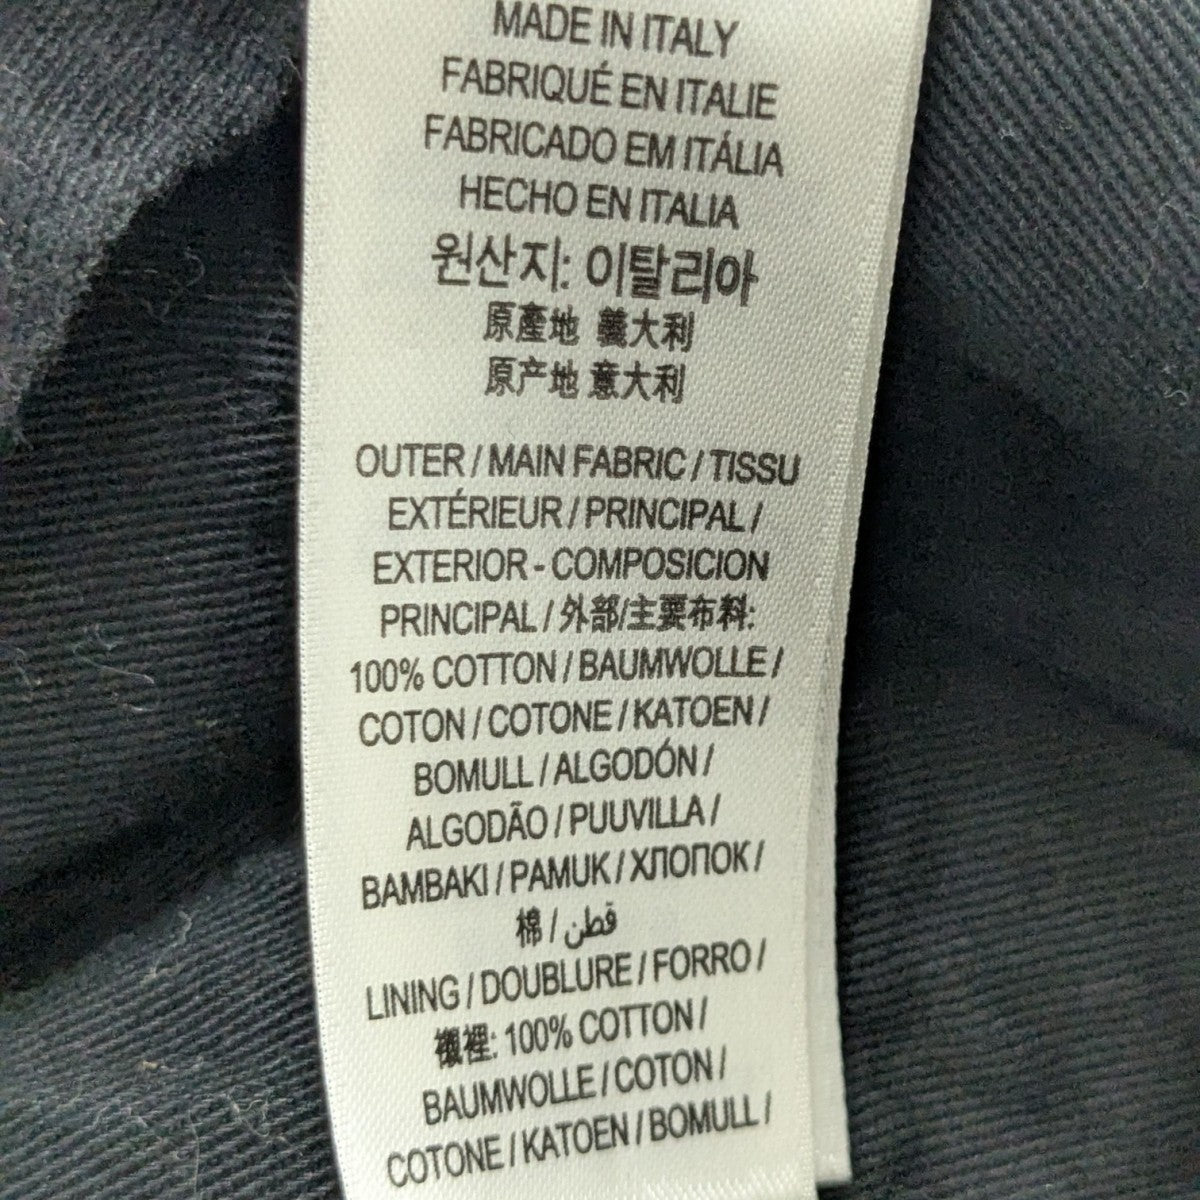 MADE IN ITALY
FABRIQUÉ EN ITALIE
FABRICADO EM ITÁLIA
HECHO EN ITALIA
원산지: 이탈리아
原產地 義大利
原产地 意大利
OUTER / MAIN FABRIC / TISSU
EXTÉRIEUR / PRINCIPAL /
EXTERIOR - COMPOSICION
PRINCIPAL / 外部/主要布料:
100% COTTON / BAUMWOLLE /
COTON / COTONE / KATOEN /
BOMULL / ALGODÓN /
ALGODÃO / PUUVILLA /
BAMBAKI / PAMUK / ХЛОПОК /
棉 / قطن
LINING / DOUBLURE / FORRO /
襯裡: 100% COTTON /
BAUMWOLLE / COTON /
COTONE / KATOEN / BOMULL /